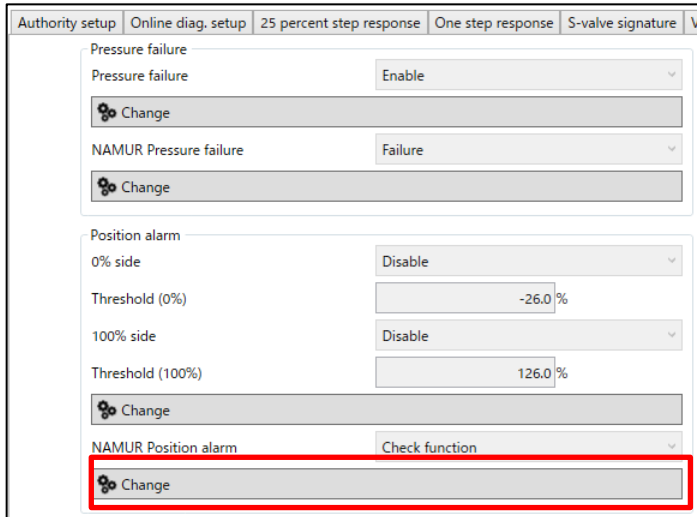 Authority setup Online diag. setup 25 percent step response One step response S-valve signature V
Pressure failure
Pressure failure Enable
Change
NAMUR Pressure failure Failure
Change
Position alarm
0% side Disable
Threshold (0%) -26.0 %
100% side Disable
Threshold (100%) 126.0 %
Change
NAMUR Position alarm Check function
Change